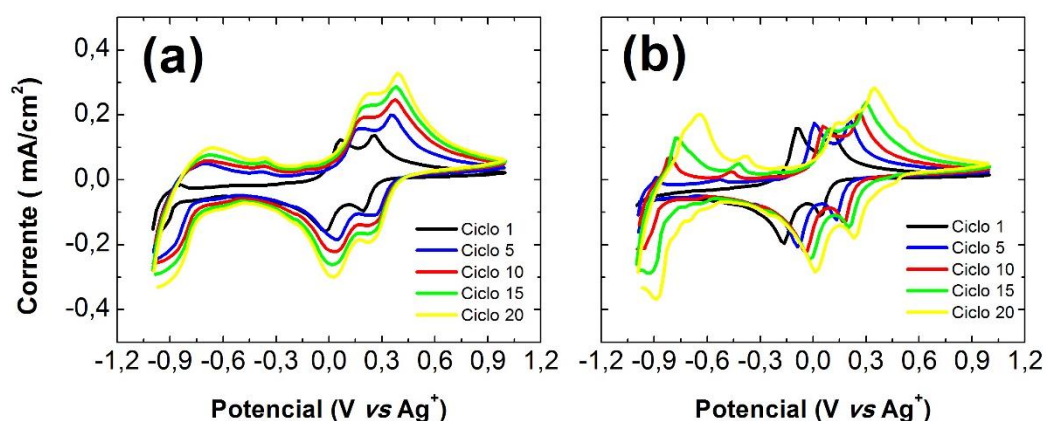 (a)
(b)
Corrente ( mA/cm²)
0,4
0,2
0,0
-0,2
-0,4
Ciclo 1
Ciclo 5
Ciclo 10
Ciclo 15
Ciclo 20
Ciclo 1
Ciclo 5
Ciclo 10
Ciclo 15
Ciclo 20
-1,2 -0,9 -0,6 -0,3 0,0 0,3 0,6 0,9 1,2
-0,9 -0,6 -0,3 0,0 0,3 0,6 0,9 1,2
Potencial (V vs Ag⁺)
Potencial (V vs Ag⁺)